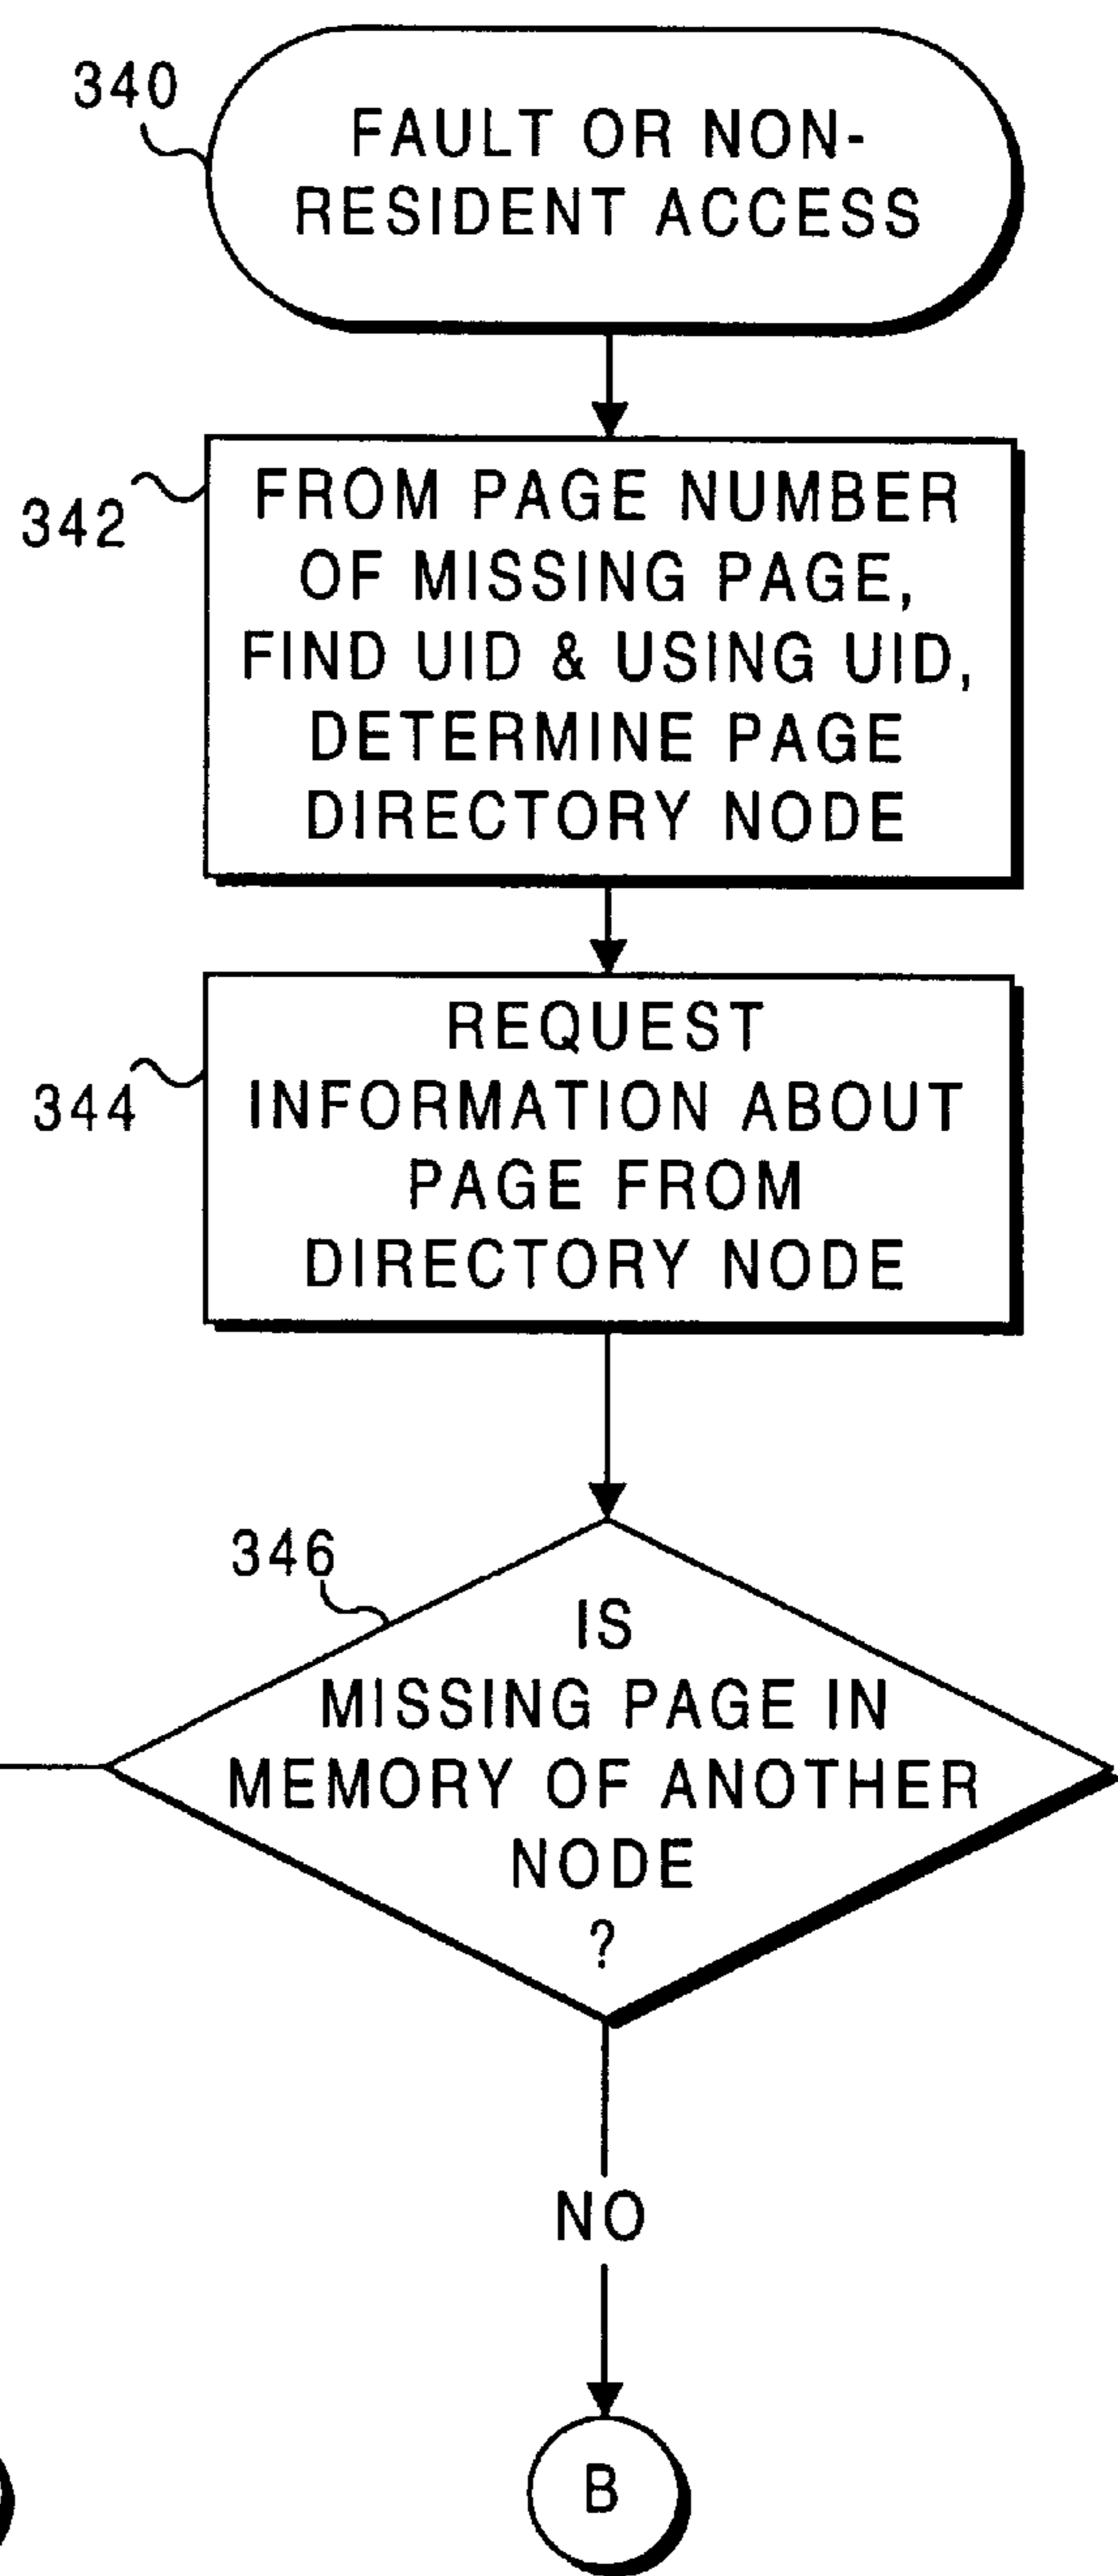 340
FAULT OR NON-
RESIDENT ACCESS
342
FROM PAGE NUMBER
OF MISSING PAGE,
FIND UID & USING UID,
DETERMINE PAGE
DIRECTORY NODE
344
REQUEST
INFORMATION ABOUT
PAGE FROM
DIRECTORY NODE
346
IS
MISSING PAGE IN
MEMORY OF ANOTHER
NODE
?
NO
B